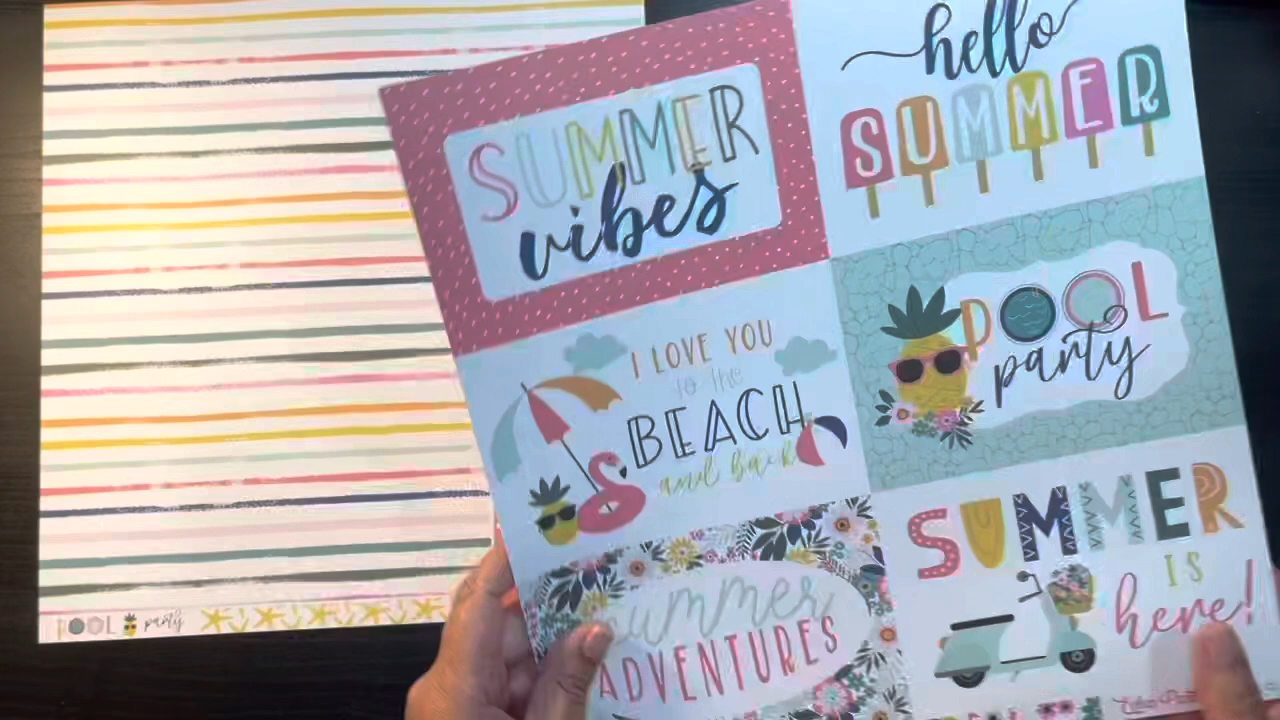 SUMMER
vibes
hello
SUMMER
I LOVE YOU
to the
BEACH
and back
POOL
party
summer
ADVENTURES
SUMMER
IS
here!
POOL party